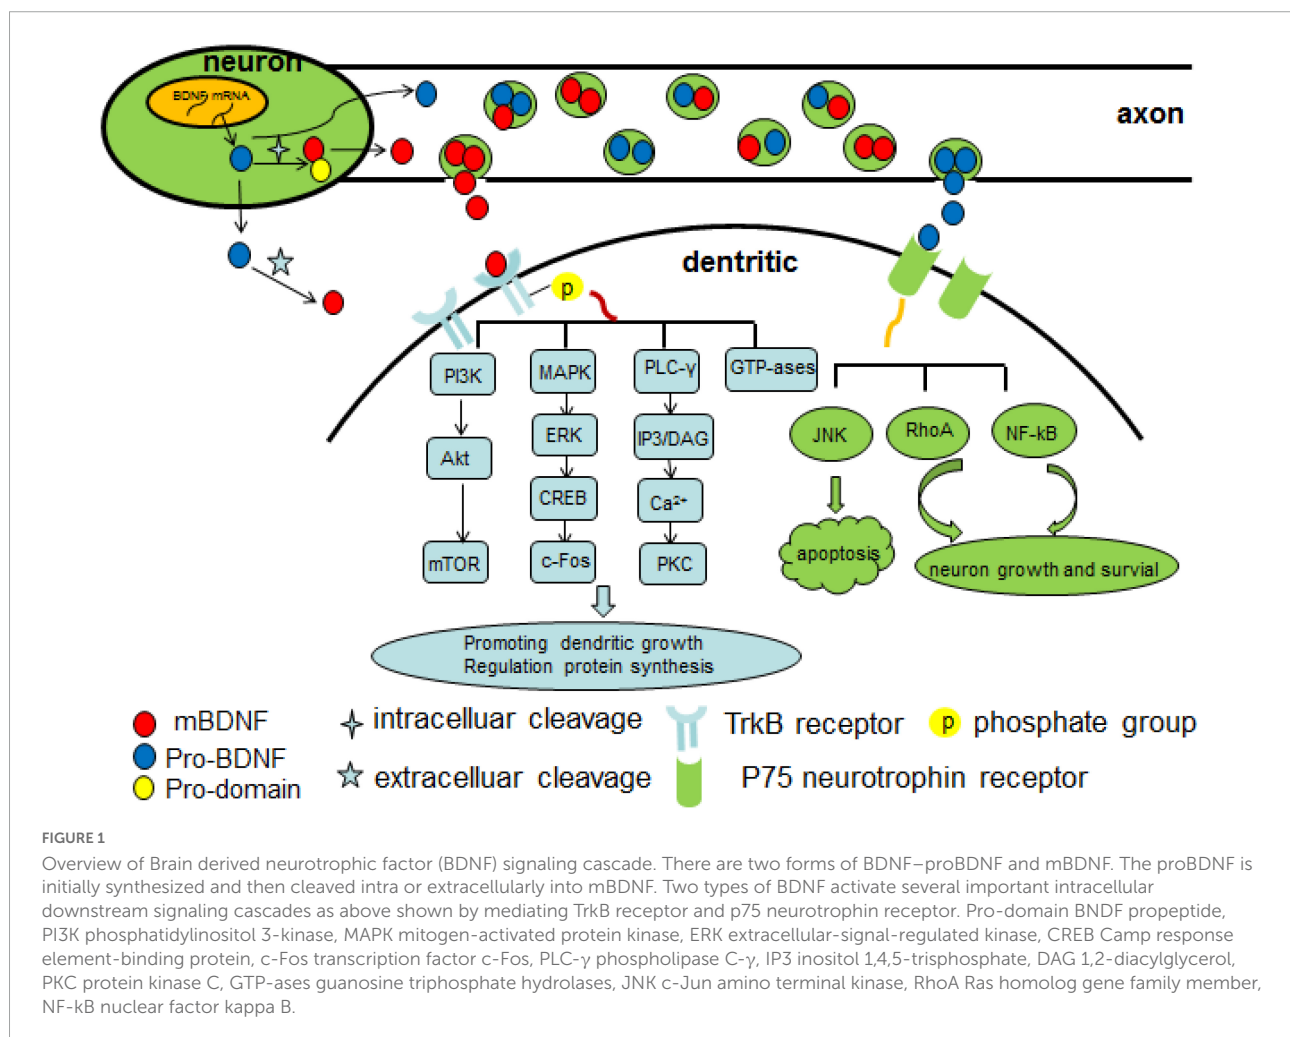 neuron
BDNF mRNA
axon
dentritic
p
PI3K
MAPK
PLC-γ
GTP-ases
Akt
ERK
IP3/DAG
JNK
RhoA
NF-kB
CREB
Ca²⁺
mTOR
c-Fos
PKC
apoptosis
neuron growth and survial
Promoting dendritic growth
Regulation protein synthesis
mBDNF
intracelluar cleavage
TrkB receptor
p
phosphate group
Pro-BDNF
Pro-domain
extracelluar cleavage
P75 neurotrophin receptor
FIGURE 1
Overview of Brain derived neurotrophic factor (BDNF) signaling cascade. There are two forms of BDNF–proBDNF and mBDNF. The proBDNF is
initially synthesized and then cleaved intra or extracellularly into mBDNF. Two types of BDNF activate several important intracellular
downstream signaling cascades as above shown by mediating TrkB receptor and p75 neurotrophin receptor. Pro-domain BNDF propeptide,
PI3K phosphatidylinositol 3-kinase, MAPK mitogen-activated protein kinase, ERK extracellular-signal-regulated kinase, CREB Camp response
element-binding protein, c-Fos transcription factor c-Fos, PLC-γ phospholipase C-γ, IP3 inositol 1,4,5-trisphosphate, DAG 1,2-diacylglycerol,
PKC protein kinase C, GTP-ases guanosine triphosphate hydrolases, JNK c-Jun amino terminal kinase, RhoA Ras homolog gene family member,
NF-kB nuclear factor kappa B.